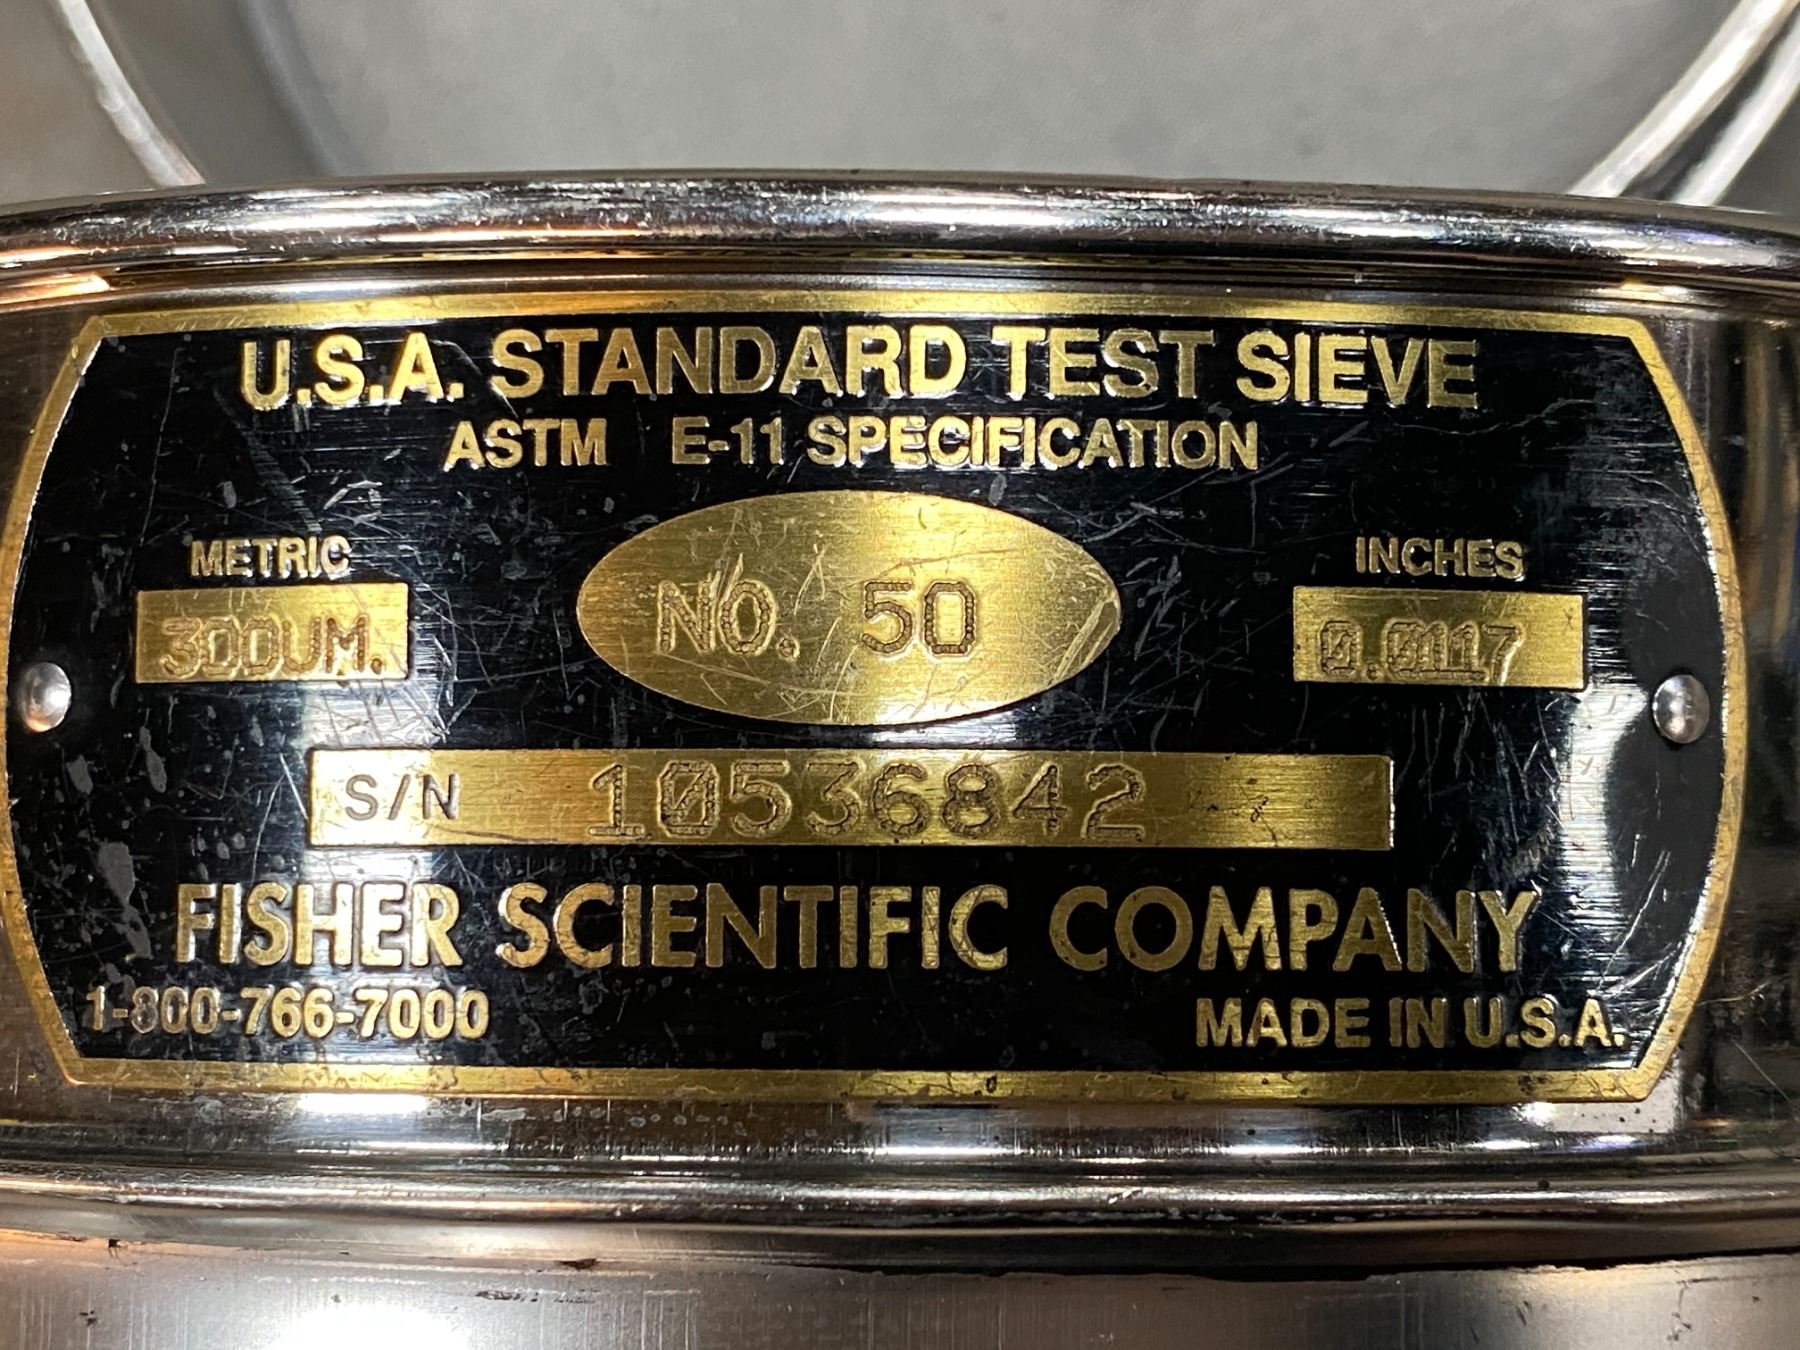 U.S.A. STANDARD TEST SIEVE
ASTM E-11 SPECIFICATION
METRIC
300UM.
NO. 50
INCHES
0.0117
S/N 10536842
FISHER SCIENTIFIC COMPANY
1-800-766-7000
MADE IN U.S.A.